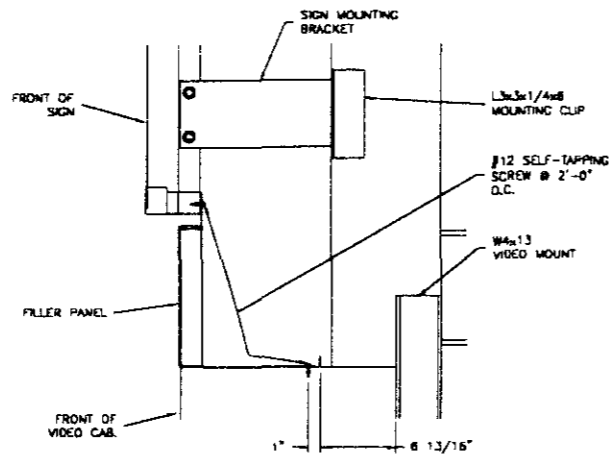 SIGN MOUNTING
BRACKET
FRONT OF
SIGN
L3x3x1/4x8
MOUNTING CLIP
#12 SELF-TAPPING
SCREW @ 2'-0"
O.C.
W4x13
VIDEO MOUNT
FILLER PANEL
FRONT OF
VIDEO CAB.
1"
6 13/16"